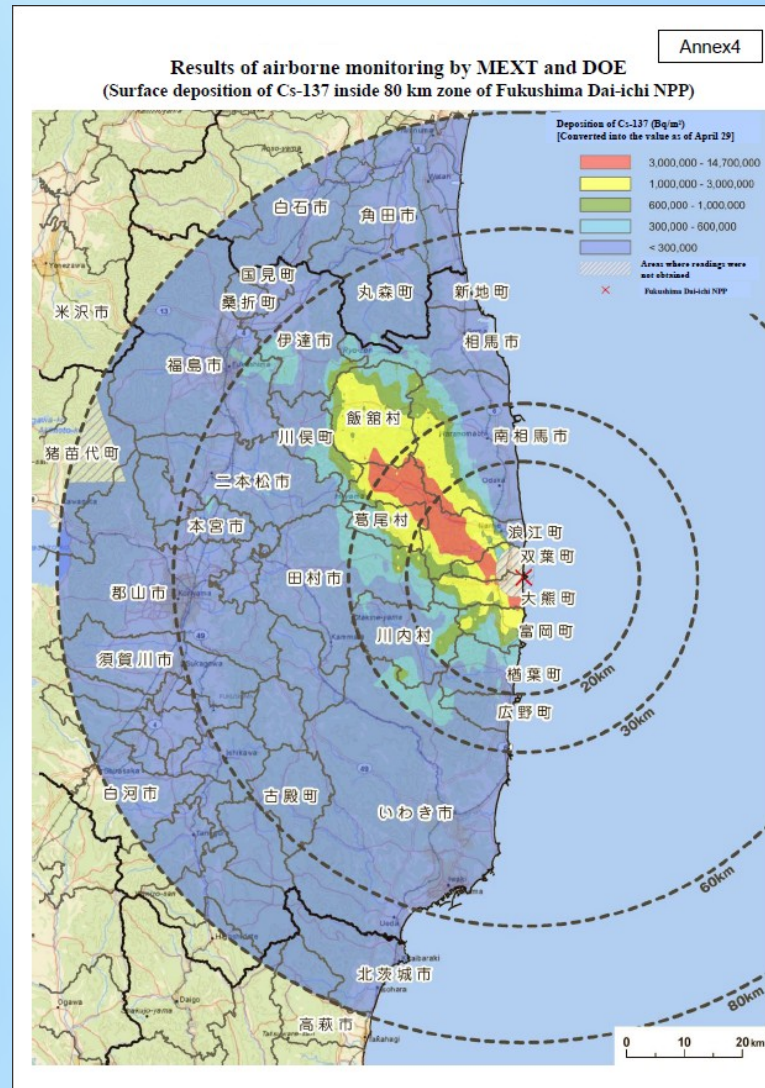 Annex4
Results of airborne monitoring by MEXT and DOE
(Surface deposition of Cs-137 inside 80 km zone of Fukushima Dai-ichi NPP)
Deposition of Cs-137 (Bq/m²)
[Converted into the value as of April 29]
3,000,000 - 14,700,000
1,000,000 - 3,000,000
600,000 - 1,000,000
300,000 - 600,000
< 300,000
Areas where readings were
not obtained
Fukushima Dai-ichi NPP
白石市
角田市
国見町
丸森町
新地町
桑折町
米沢市
伊達市
相馬市
福島市
飯舘村
川俣町
南相馬市
猪苗代町
二本松市
葛尾村
本宮市
浪江町
双葉町
田村市
郡山市
大熊町
川内村
富岡町
須賀川市
楢葉町
20km
広野町
30km
白河市
古殿町
いわき市
60km
北茨城市
80km
高萩市
Ogawa
Daigo
Takahagi
0 10 20 km